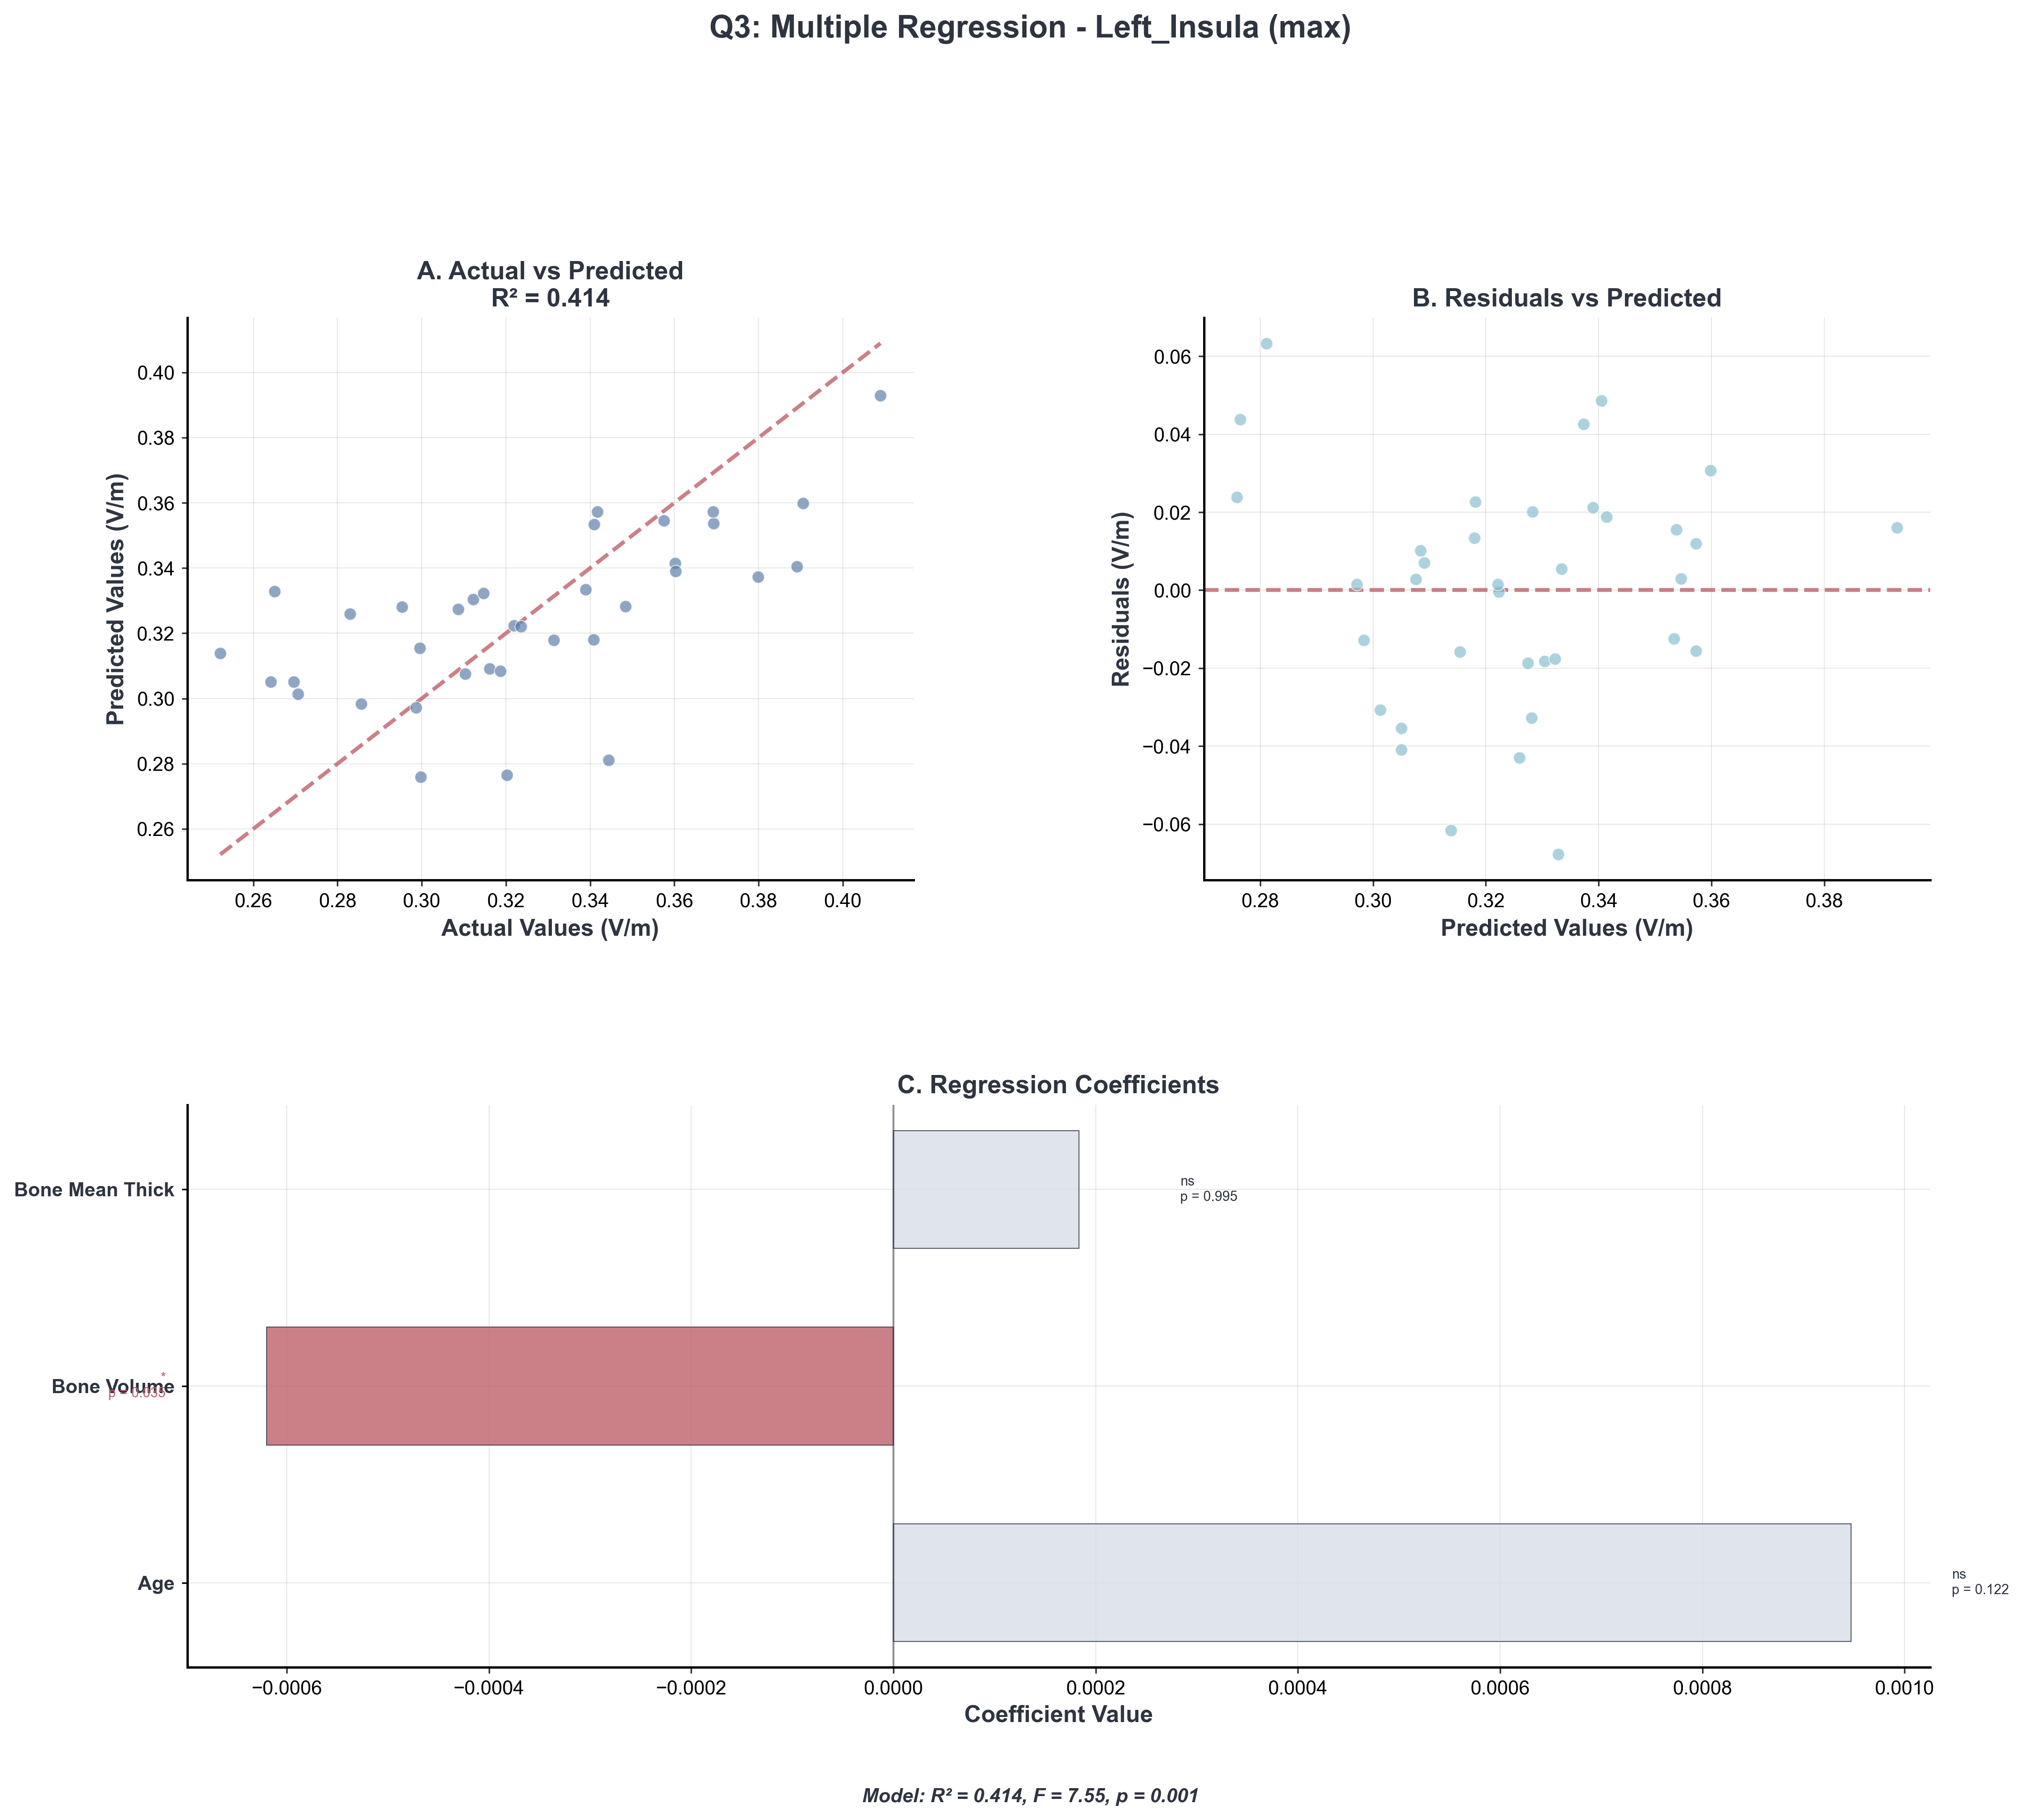 Q3: Multiple Regression - Left_Insula (max)
A. Actual vs Predicted
R² = 0.414
Predicted Values (V/m)
0.40
0.38
0.36
0.34
0.32
0.30
0.28
0.26
0.26 0.28 0.30 0.32 0.34 0.36 0.38 0.40
Actual Values (V/m)
B. Residuals vs Predicted
Residuals (V/m)
0.06
0.04
0.02
0.00
−0.02
−0.04
−0.06
0.28 0.30 0.32 0.34 0.36 0.38
Predicted Values (V/m)
C. Regression Coefficients
Bone Mean Thick
ns
p = 0.995
Bone Volume
*
p = 0.035
Age
ns
p = 0.122
−0.0006 −0.0004 −0.0002 0.0000 0.0002 0.0004 0.0006 0.0008 0.0010
Coefficient Value
Model: R² = 0.414, F = 7.55, p = 0.001